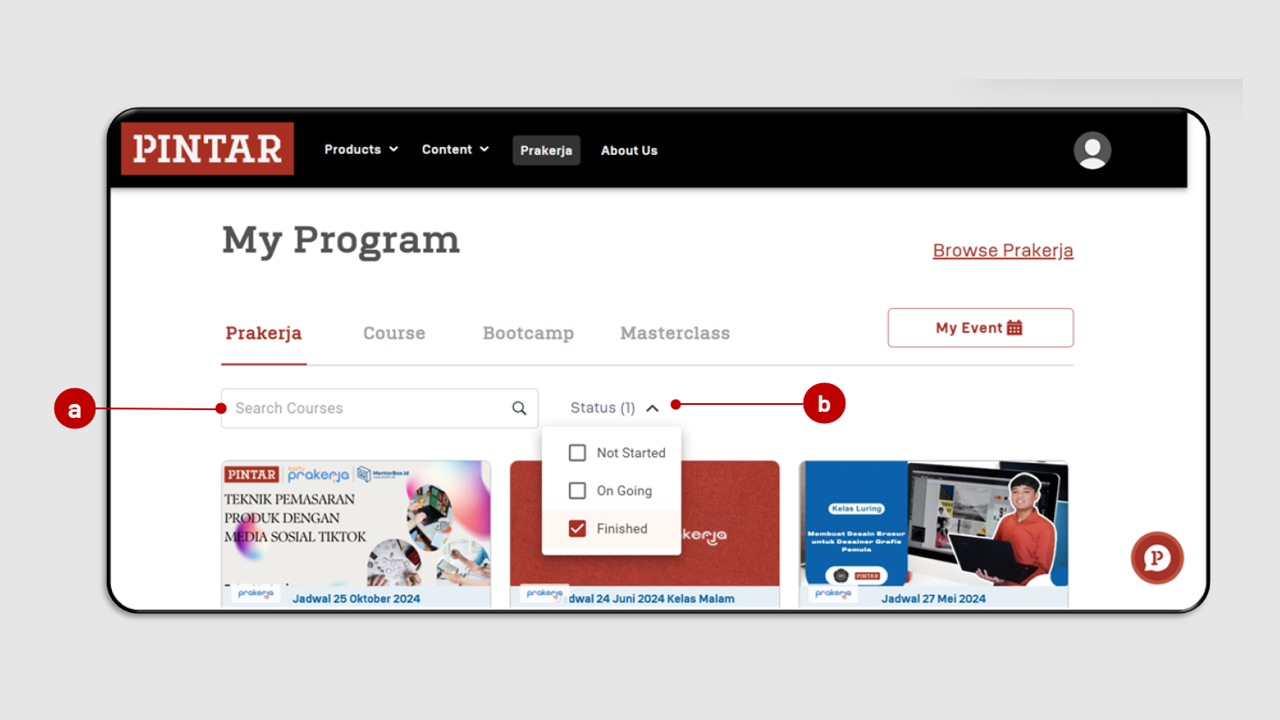 PINTAR
Products
Content
Prakerja
About Us
My Program
Browse Prakerja
Prakerja
Course
Bootcamp
Masterclass
My Event
a
Search Courses
Status (1)
b
Not Started
On Going
Finished
PINTAR prakerja MentorBox.id
TEKNIK PEMASARAN
PRODUK DENGAN
MEDIA SOSIAL TIKTOK
prakerja
Jadwal 25 Oktober 2024
kerja
prakerja
dwal 24 Juni 2024 Kelas Malam
Kelas Luring
Membuat Desain Brosur
untuk Desainer Grafis
Pemula
PINTAR
prakerja
Jadwal 27 Mei 2024
P